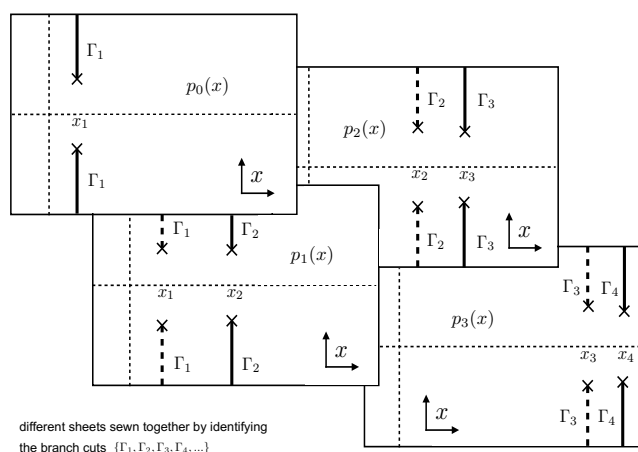 Γ₁
p₀(x)
x₁
Γ₁
x
Γ₂
Γ₃
p₂(x)
x₂
x₃
Γ₂
Γ₃
x
Γ₁
Γ₂
p₁(x)
x₁
x₂
Γ₁
Γ₂
x
Γ₃
Γ₄
p₃(x)
x₃
x₄
Γ₃
Γ₄
x
different sheets sewn together by identifying
the branch cuts {Γ₁, Γ₂, Γ₃, Γ₄, ...}